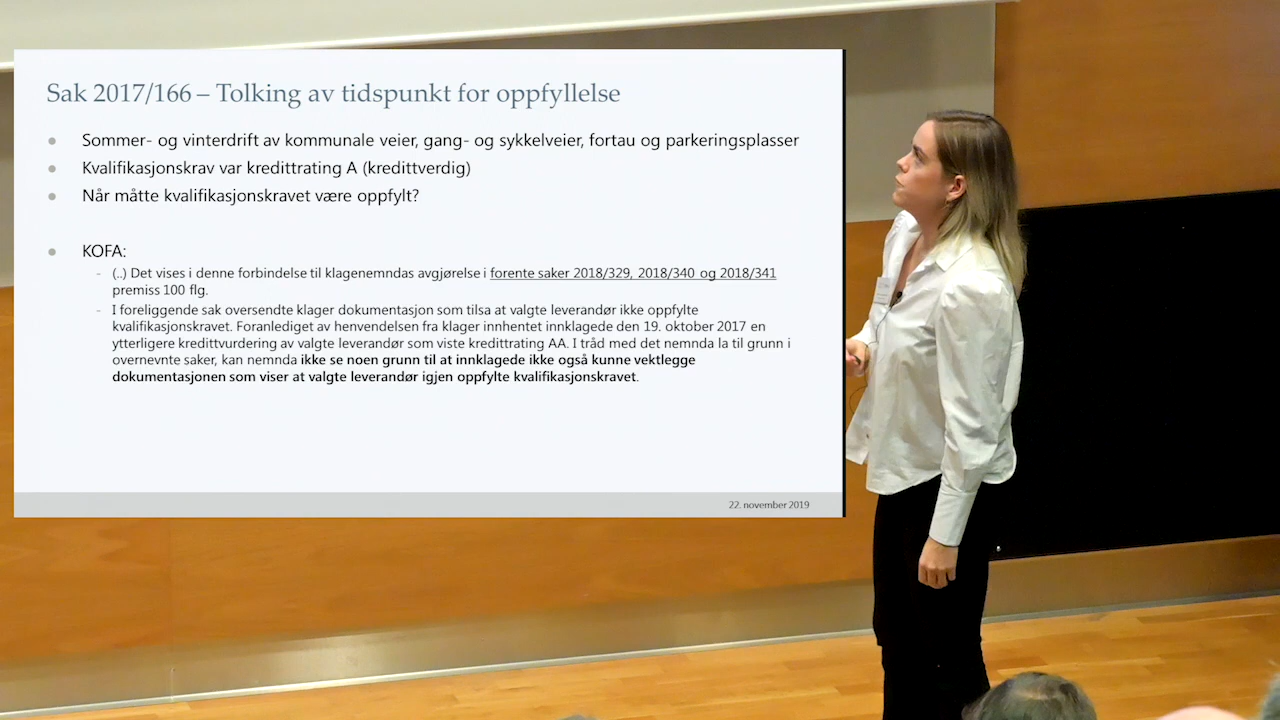 Sak 2017/166 – Tolking av tidspunkt for oppfyllelse
● Sommer- og vinterdrift av kommunale veier, gang- og sykkelveier, fortau og parkeringsplasser
● Kvalifikasjonskrav var kredittrating A (kredittverdig)
● Når måtte kvalifikasjonskravet være oppfylt?
● KOFA:
- (..) Det vises i denne forbindelse til klagenemndas avgjørelse i forente saker 2018/329, 2018/340 og 2018/341
premiss 100 flg.
- I foreliggende sak oversendte klager dokumentasjon som tilsa at valgte leverandør ikke oppfylte
kvalifikasjonskravet. Foranlediget av henvendelsen fra klager innhentet innklagede den 19. oktober 2017 en
ytterligere kredittvurdering av valgte leverandør som viste kredittrating AA. I tråd med det nemnda la til grunn i
overnevnte saker, kan nemnda ikke se noen grunn til at innklagede ikke også kunne vektlegge
dokumentasjonen som viser at valgte leverandør igjen oppfylte kvalifikasjonskravet.
22. november 2019